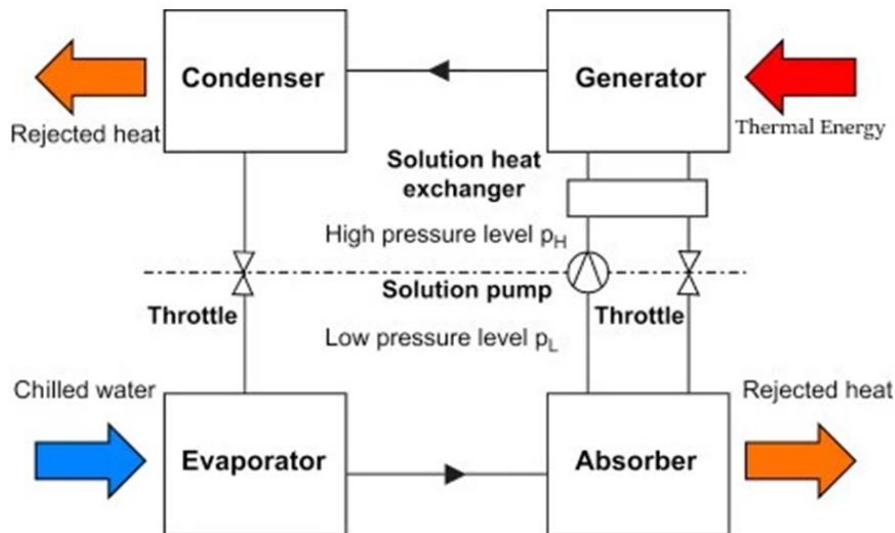 Condenser
Generator
Rejected heat
Thermal Energy
Solution heat
exchanger
High pressure level pH
Solution pump
Throttle
Throttle
Low pressure level pL
Chilled water
Rejected heat
Evaporator
Absorber